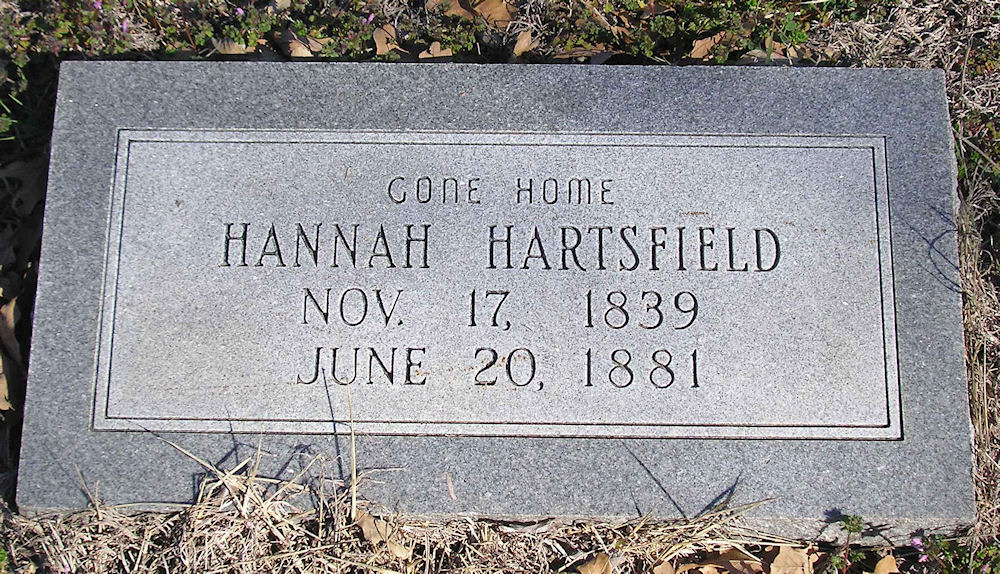 GONE HOME
HANNAH HARTSFIELD
NOV. 17, 1839
JUNE 20, 1881